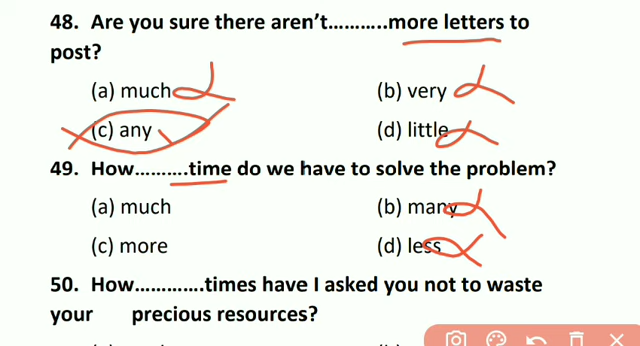 48. Are you sure there aren't...........more letters to
post?
(a) much (b) very
(c) any (d) little
49. How..........time do we have to solve the problem?
(a) much (b) many
(c) more (d) less
50. How.............times have I asked you not to waste
your precious resources?